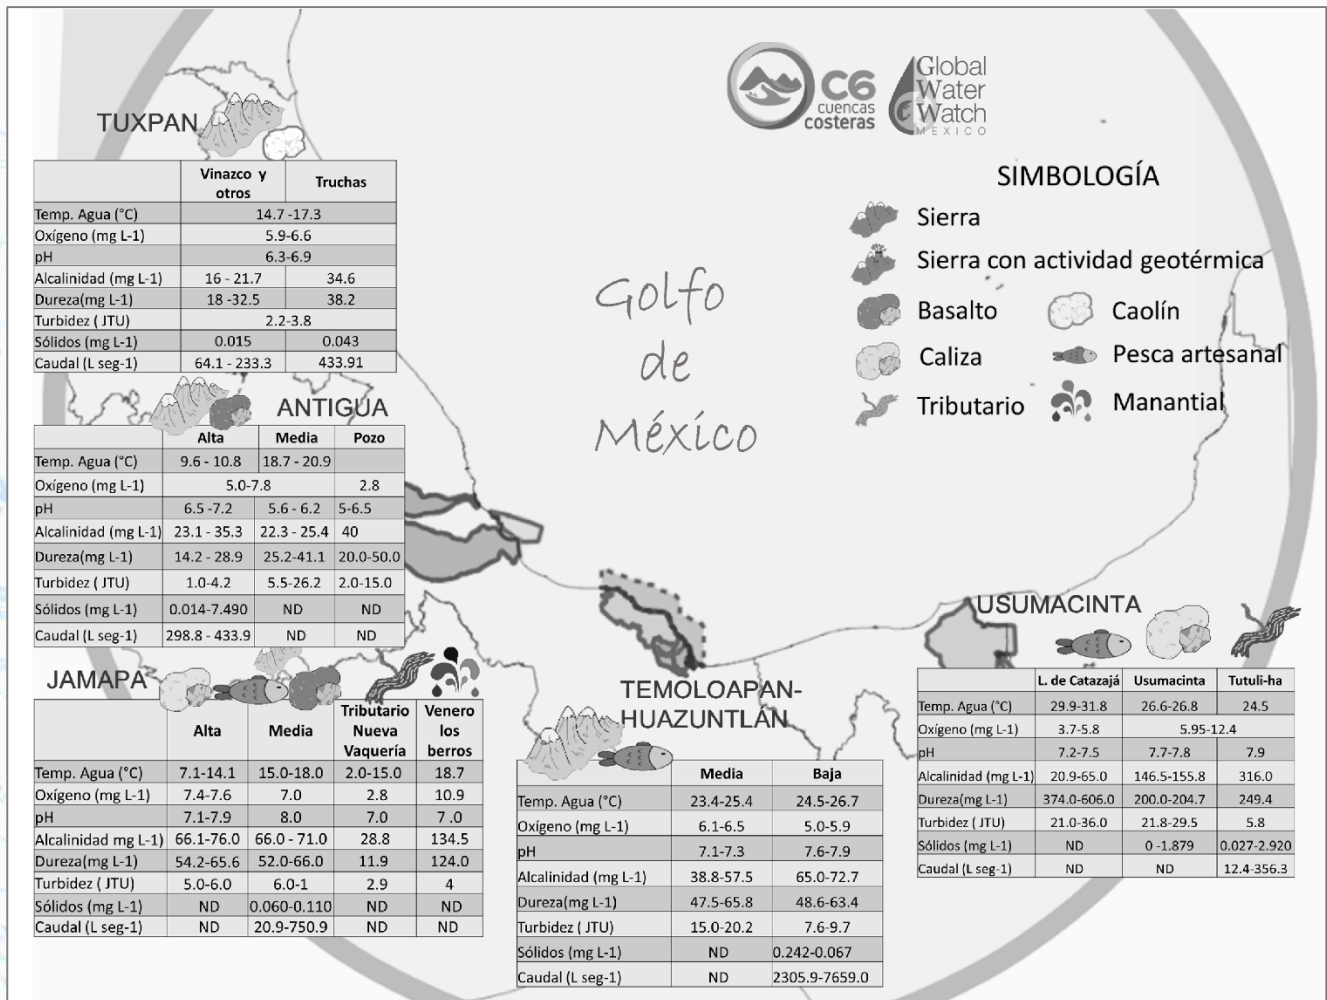 C6
cuencas
costeras
Global
Water
Watch
MEXICO
SIMBOLOGÍA
Sierra
Sierra con actividad geotérmica
Basalto Caolín
Caliza Pesca artesanal
Tributario Manantial
Golfo
de
México
TUXPAN
Vinazco y otros Truchas
Temp. Agua (°C) 14.7 -17.3
Oxígeno (mg L-1) 5.9-6.6
pH 6.3-6.9
Alcalinidad (mg L-1) 16 - 21.7 34.6
Dureza(mg L-1) 18 -32.5 38.2
Turbidez ( JTU) 2.2-3.8
Sólidos (mg L-1) 0.015 0.043
Caudal (L seg-1) 64.1 - 233.3 433.91
ANTIGUA
Alta Media Pozo
Temp. Agua (°C) 9.6 - 10.8 18.7 - 20.9
Oxígeno (mg L-1) 5.0-7.8 2.8
pH 6.5 -7.2 5.6 - 6.2 5-6.5
Alcalinidad (mg L-1) 23.1 - 35.3 22.3 - 25.4 40
Dureza(mg L-1) 14.2 - 28.9 25.2-41.1 20.0-50.0
Turbidez ( JTU) 1.0-4.2 5.5-26.2 2.0-15.0
Sólidos (mg L-1) 0.014-7.490 ND ND
Caudal (L seg-1) 298.8 - 433.9 ND ND
JAMAPA
Alta Media Tributario Nueva Vaquería Venero los berros
Temp. Agua (°C) 7.1-14.1 15.0-18.0 2.0-15.0 18.7
Oxígeno (mg L-1) 7.4-7.6 7.0 2.8 10.9
pH 7.1-7.9 8.0 7.0 7.0
Alcalinidad mg L-1) 66.1-76.0 66.0 - 71.0 28.8 134.5
Dureza(mg L-1) 54.2-65.6 52.0-66.0 11.9 124.0
Turbidez ( JTU) 5.0-6.0 6.0-1 2.9 4
Sólidos (mg L-1) ND 0.060-0.110 ND ND
Caudal (L seg-1) ND 20.9-750.9 ND ND
TEMOLOAPAN-
HUAZUNTLÁN
Media Baja
Temp. Agua (°C) 23.4-25.4 24.5-26.7
Oxígeno (mg L-1) 6.1-6.5 5.0-5.9
pH 7.1-7.3 7.6-7.9
Alcalinidad (mg L-1) 38.8-57.5 65.0-72.7
Dureza(mg L-1) 47.5-65.8 48.6-63.4
Turbidez ( JTU) 15.0-20.2 7.6-9.7
Sólidos (mg L-1) ND 0.242-0.067
Caudal (L seg-1) ND 2305.9-7659.0
USUMACINTA
L. de Catazajá Usumacinta Tutuli-ha
Temp. Agua (°C) 29.9-31.8 26.6-26.8 24.5
Oxígeno (mg L-1) 3.7-5.8 5.95-12.4
pH 7.2-7.5 7.7-7.8 7.9
Alcalinidad (mg L-1) 20.9-65.0 146.5-155.8 316.0
Dureza(mg L-1) 374.0-606.0 200.0-204.7 249.4
Turbidez ( JTU) 21.0-36.0 21.8-29.5 5.8
Sólidos (mg L-1) ND 0 -1.879 0.027-2.920
Caudal (L seg-1) ND ND 12.4-356.3